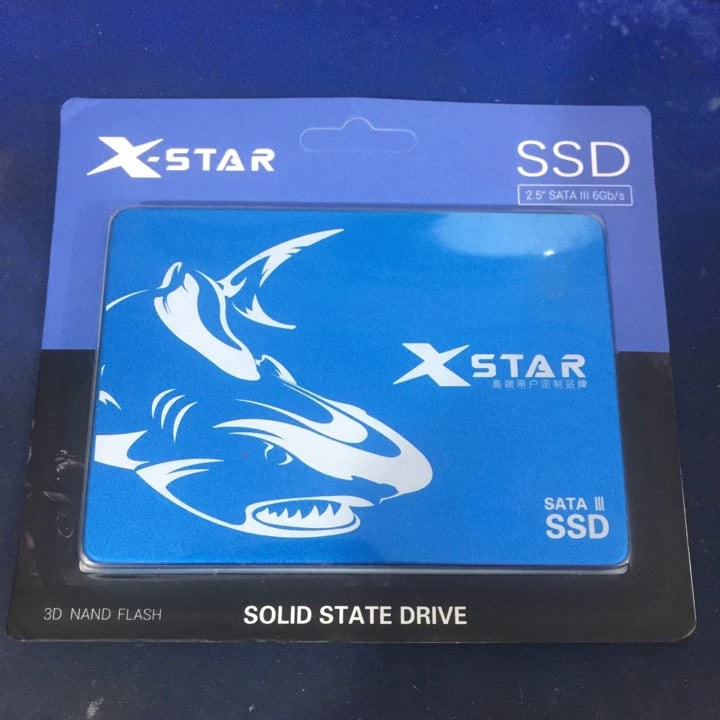 X-STAR
SSD
2.5" SATA III 6Gb/s
XSTAR
高端用户定制品牌
SATA III
SSD
3D NAND FLASH
SOLID STATE DRIVE